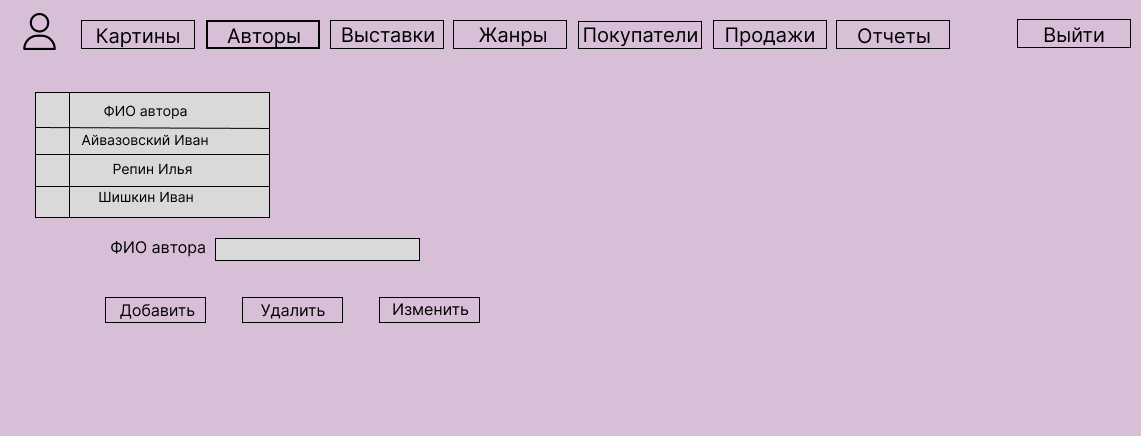 Картины Авторы Выставки Жанры Покупатели Продажи Отчеты Выйти
ФИО автора
Айвазовский Иван
Репин Илья
Шишкин Иван
ФИО автора
Добавить Удалить Изменить